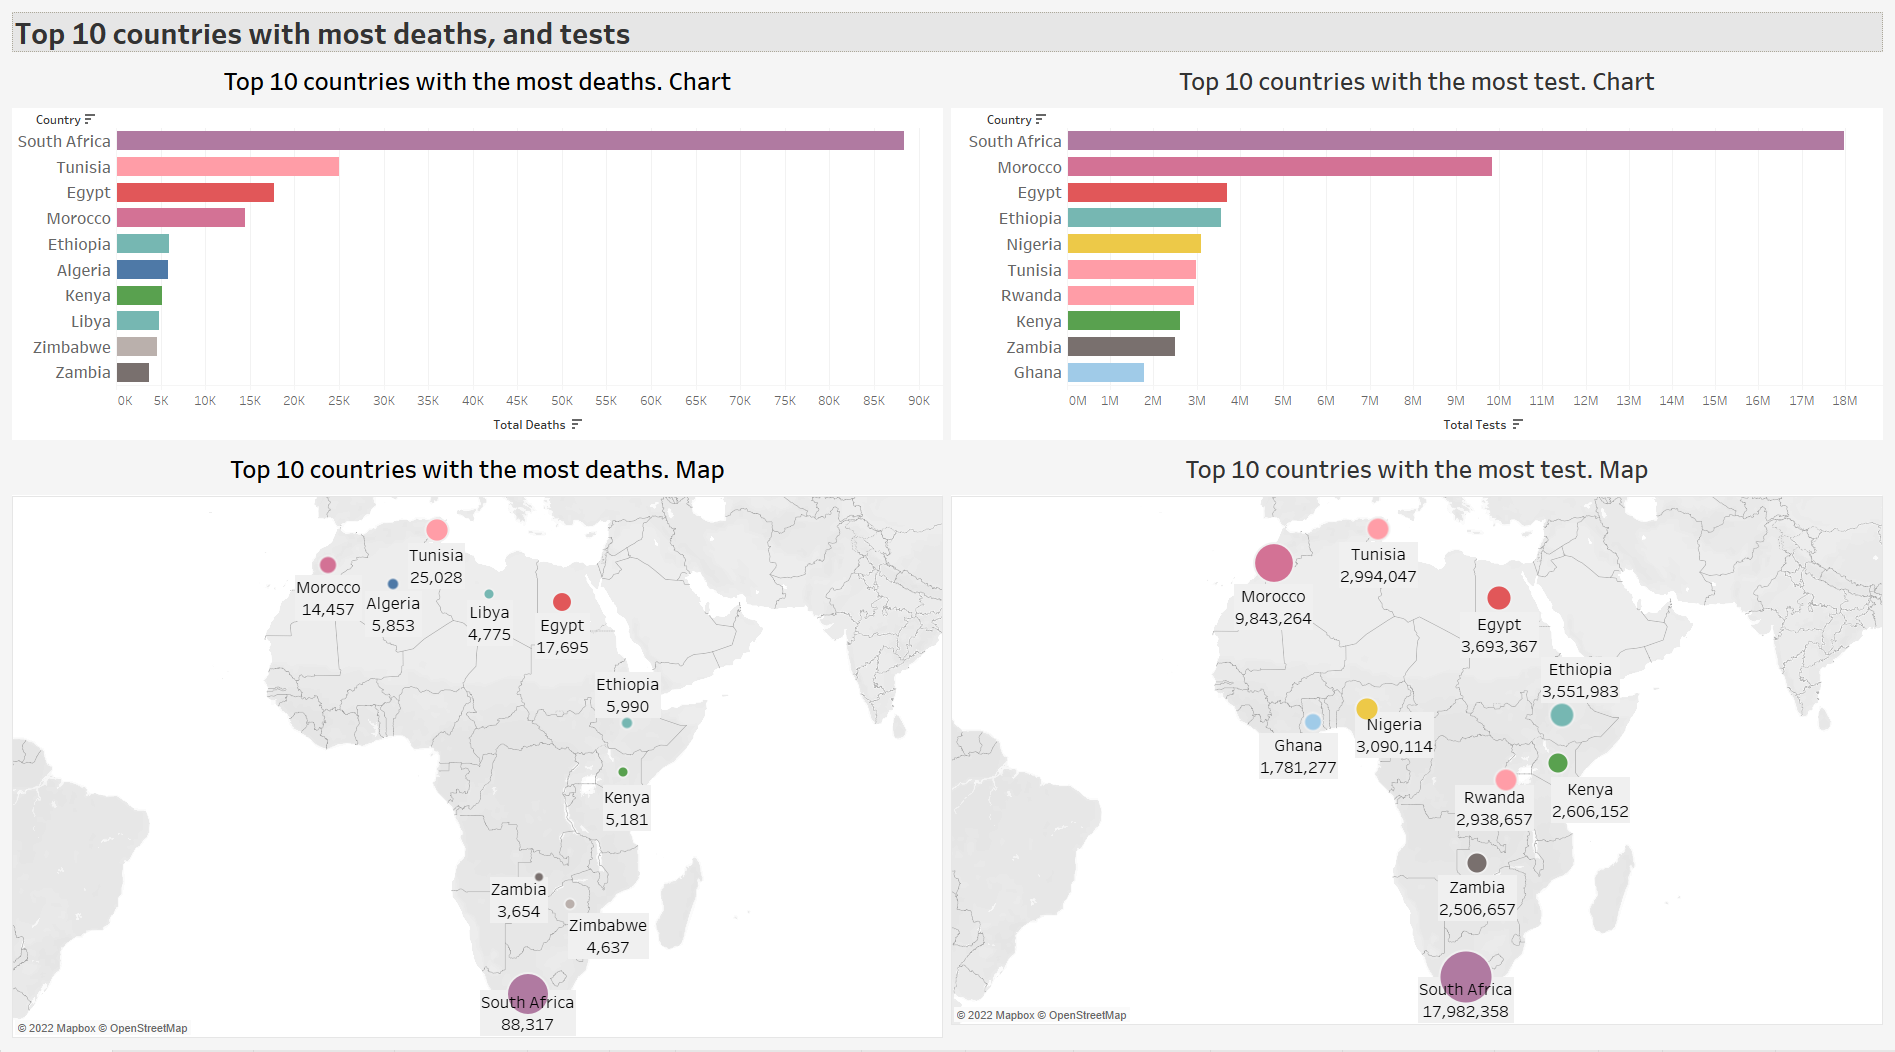 Top 10 countries with most deaths, and tests
Top 10 countries with the most deaths. Chart
Country
South Africa
Tunisia
Egypt
Morocco
Ethiopia
Algeria
Kenya
Libya
Zimbabwe
Zambia
0K 5K 10K 15K 20K 25K 30K 35K 40K 45K 50K 55K 60K 65K 70K 75K 80K 85K 90K
Total Deaths
Top 10 countries with the most test. Chart
Country
South Africa
Morocco
Egypt
Ethiopia
Nigeria
Tunisia
Rwanda
Kenya
Zambia
Ghana
0M 1M 2M 3M 4M 5M 6M 7M 8M 9M 10M 11M 12M 13M 14M 15M 16M 17M 18M
Total Tests
Top 10 countries with the most deaths. Map
Tunisia
25,028
Morocco
14,457
Algeria
5,853
Libya
4,775
Egypt
17,695
Ethiopia
5,990
Kenya
5,181
Zambia
3,654
Zimbabwe
4,637
South Africa
88,317
© 2022 Mapbox © OpenStreetMap
Top 10 countries with the most test. Map
Tunisia
2,994,047
Morocco
9,843,264
Egypt
3,693,367
Ethiopia
3,551,983
Nigeria
3,090,114
Ghana
1,781,277
Rwanda
2,938,657
Kenya
2,606,152
Zambia
2,506,657
South Africa
17,982,358
© 2022 Mapbox © OpenStreetMap